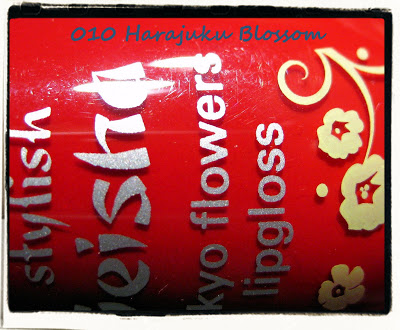 010 Harajuku Blossom
stylish
eisha
kyo flowers
lipgloss